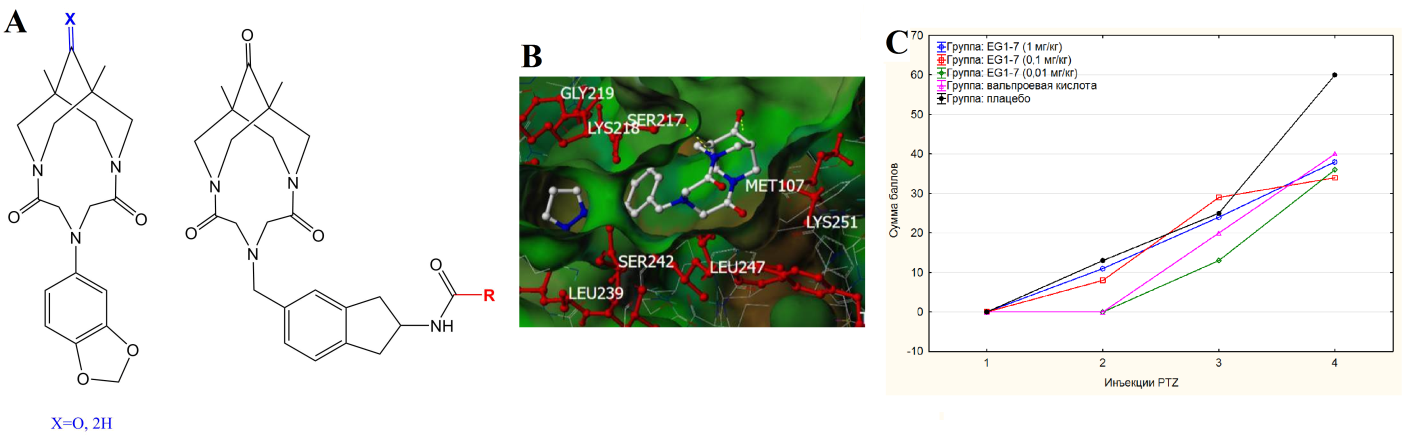 A
X
O
N
N
O
O
N
O
O
X=O, 2H
O
N
N
O
O
N
O
R
NH
B
GLY219
LYS218
SER217
MET107
LYS251
SER242
LEU247
LEU239
C
Группа: EG1-7 (1 мг/кг)
Группа: EG1-7 (0,1 мг/кг)
Группа: EG1-7 (0,01 мг/кг)
Группа: вальпроевая кислота
Группа: плацебо
Сумма баллов
70
60
50
40
30
20
10
0
-10
1 2 3 4
Инъекции PTZ